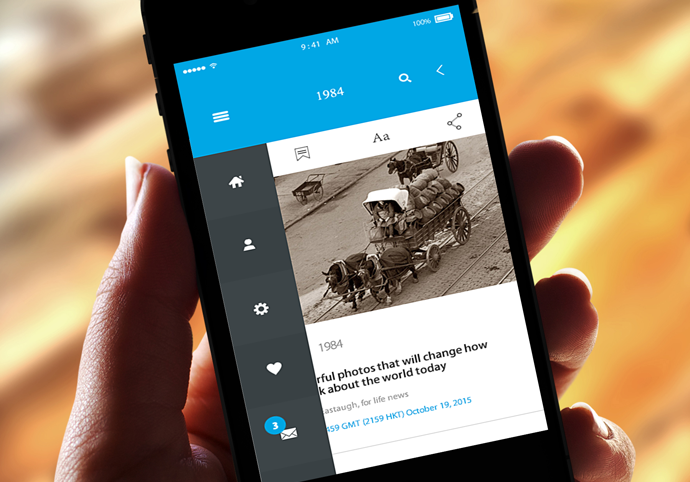 9:41 AM
100%
1984
Aa
1984
rful photos that will change how
k about the world today
astaugh, for life news
459 GMT (2159 HKT) October 19, 2015
3